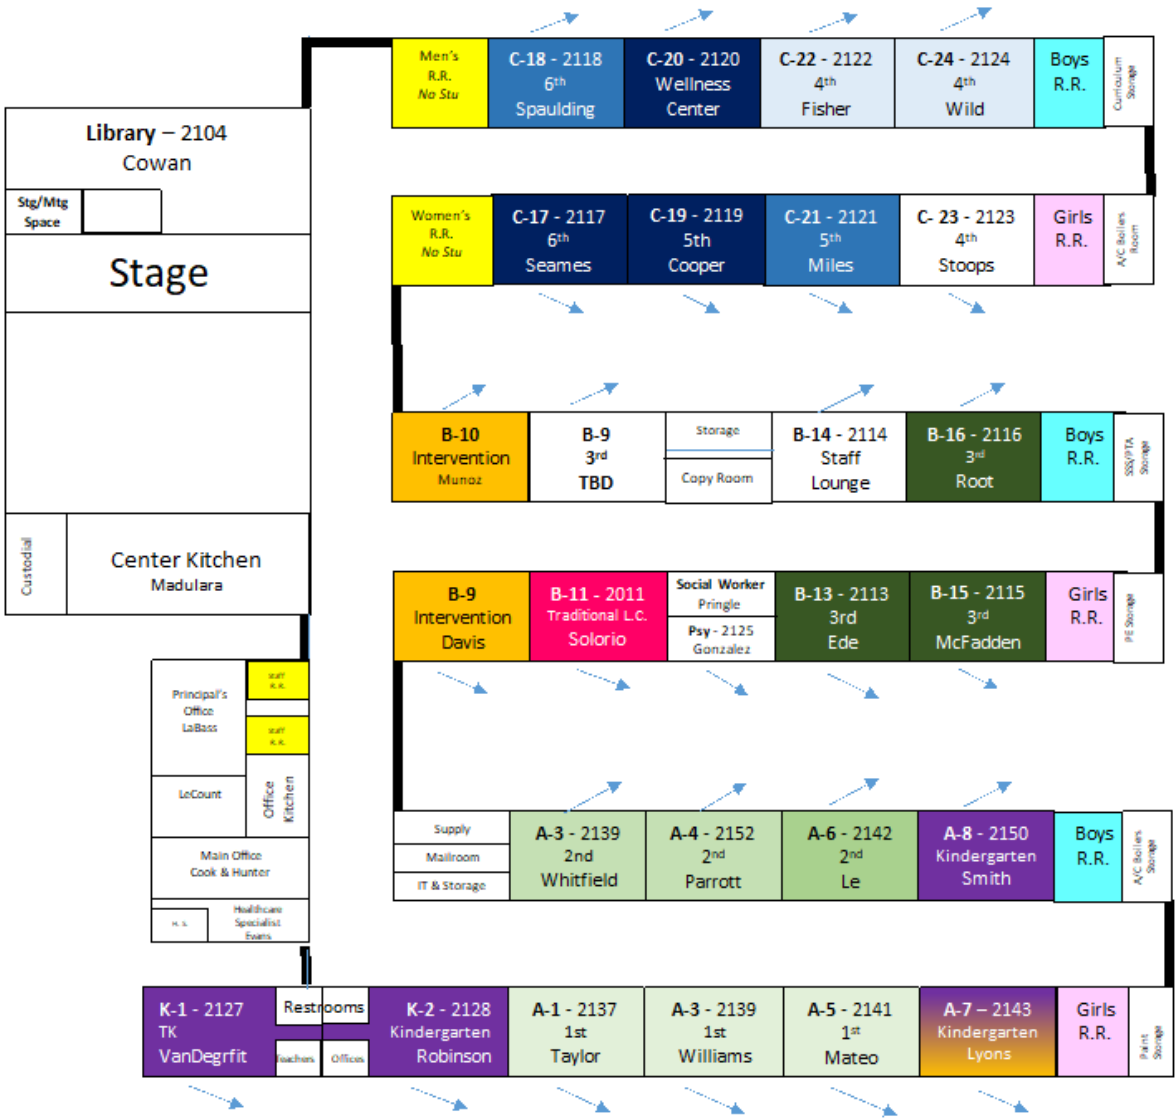 Men's
R.R.
No Stu
C-18 - 2118
6th
Spaulding
C-20 - 2120
Wellness
Center
C-22 - 2122
4th
Fisher
C-24 - 2124
4th
Wild
Boys
R.R.
Curriculum
Storage
Library – 2104
Cowan
Stg/Mtg
Space
Stage
Women's
R.R.
No Stu
C-17 - 2117
6th
Seames
C-19 - 2119
5th
Cooper
C-21 - 2121
5th
Miles
C- 23 - 2123
4th
Stoops
Girls
R.R.
A/C Boilers
Room
B-10
Intervention
Munoz
B-9
3rd
TBD
Storage
Copy Room
B-14 - 2114
Staff
Lounge
B-16 - 2116
3rd
Root
Boys
R.R.
SSS/PTA
Storage
Custodial
Center Kitchen
Madulara
B-9
Intervention
Davis
B-11 - 2011
Traditional L.C.
Solorio
Social Worker
Pringle
Psy - 2125
Gonzalez
B-13 - 2113
3rd
Ede
B-15 - 2115
3rd
McFadden
Girls
R.R.
PE Storage
Principal's
Office
LaBass
Staff
R.R.
Staff
R.R.
LeCount
Office
Kitchen
Main Office
Cook & Hunter
H. S.
Healthcare
Specialist
Evans
Supply
Mailroom
IT & Storage
A-3 - 2139
2nd
Whitfield
A-4 - 2152
2nd
Parrott
A-6 - 2142
2nd
Le
A-8 - 2150
Kindergarten
Smith
Boys
R.R.
A/C Boilers
Storage
K-1 - 2127
TK
VanDegrfit
Restrooms
Teachers
Offices
K-2 - 2128
Kindergarten
Robinson
A-1 - 2137
1st
Taylor
A-3 - 2139
1st
Williams
A-5 - 2141
1st
Mateo
A-7 – 2143
Kindergarten
Lyons
Girls
R.R.
Paint
Storage